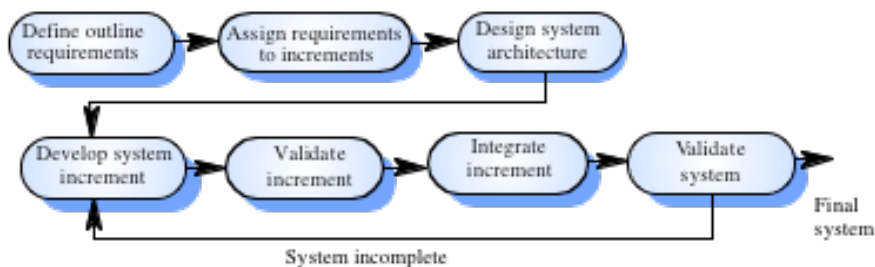 Define outline
requirements
Assign requirements
to increments
Design system
architecture
Develop system
increment
Validate
increment
Integrate
increment
Validate
system
Final
system
System incomplete